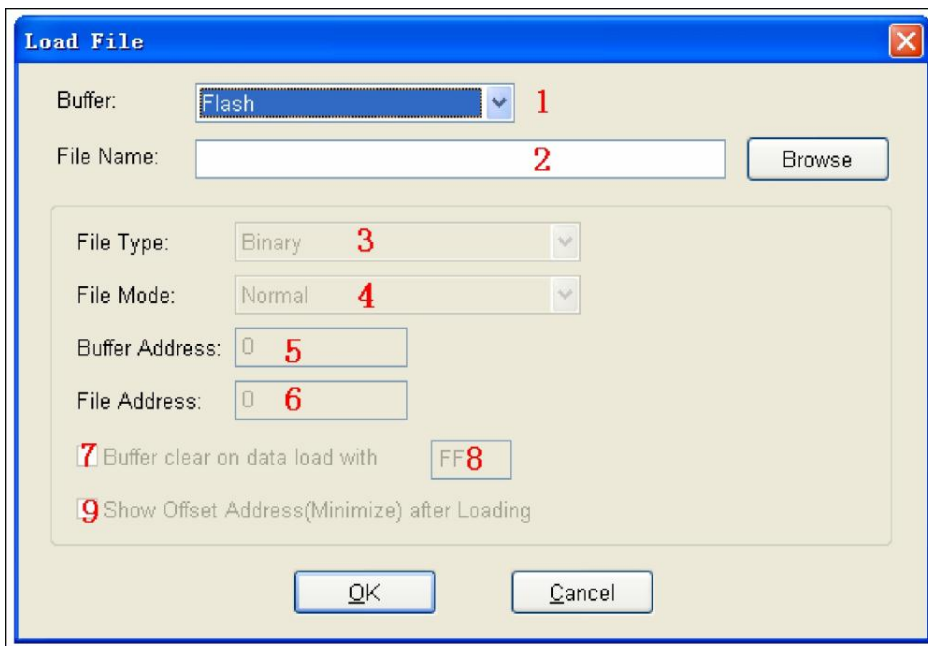 Load File
Buffer: Flash 1
File Name: 2 Browse
File Type: Binary 3
File Mode: Normal 4
Buffer Address: 0 5
File Address: 0 6
7 Buffer clear on data load with FF 8
9 Show Offset Address(Minimize) after Loading
OK Cancel